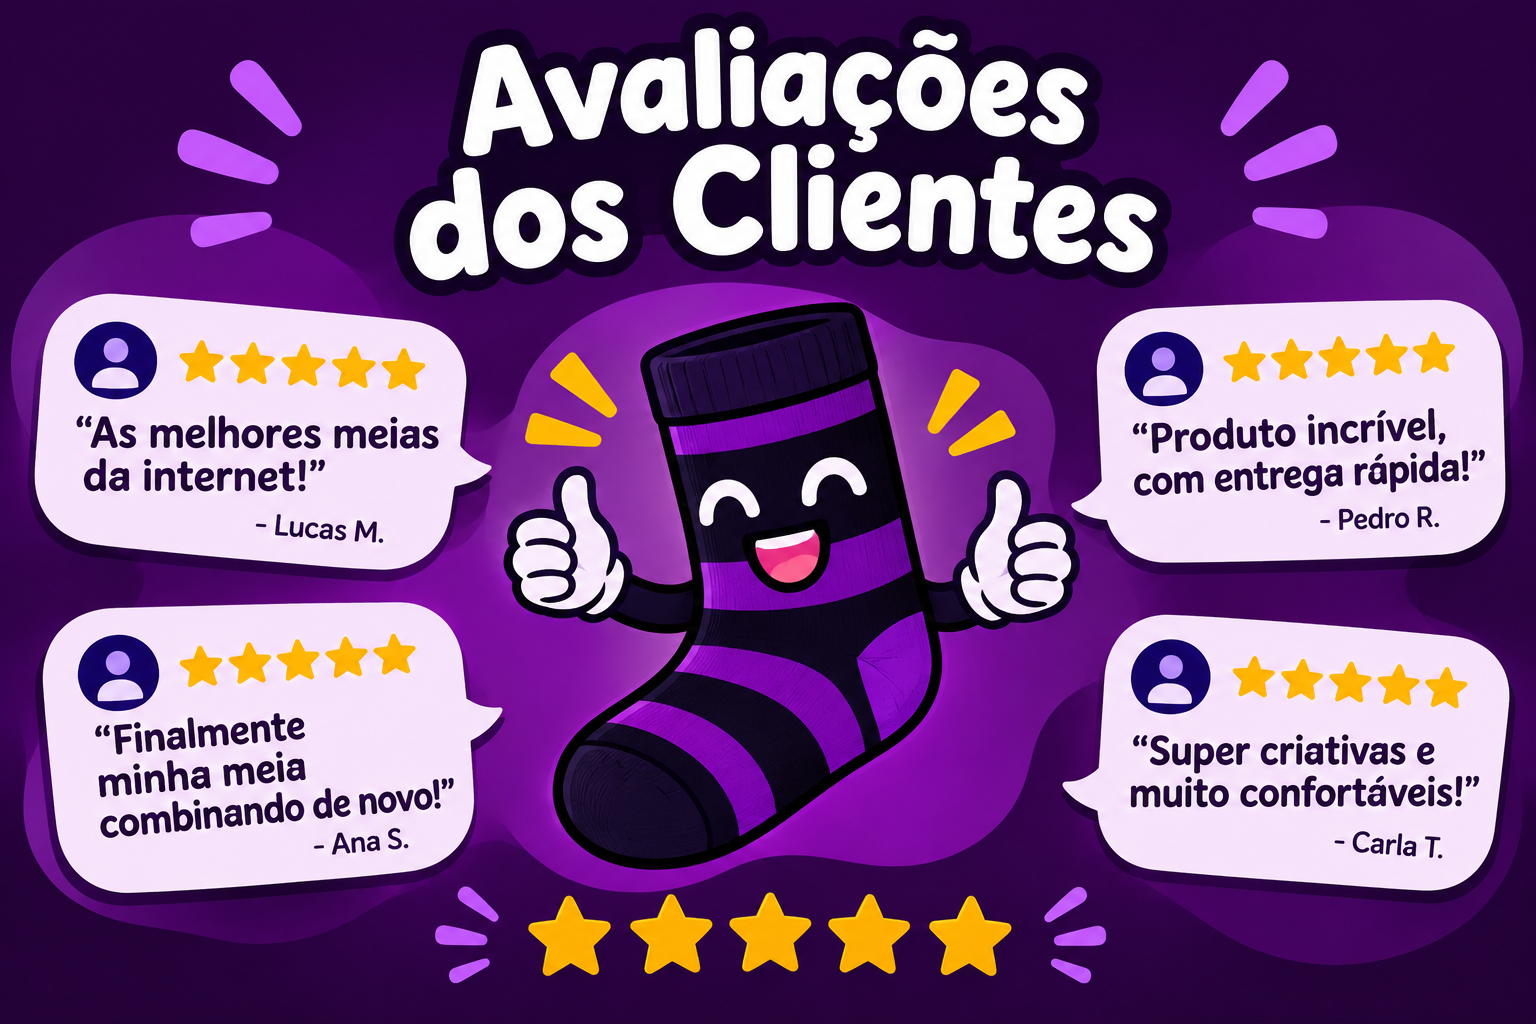 Avaliações
dos Clientes
“As melhores meias
da internet!”
- Lucas M.
“Produto incrível,
com entrega rápida!”
- Pedro R.
“Finalmente
minha meia
combinando de novo!”
- Ana S.
“Super criativas e
muito confortáveis!”
- Carla T.